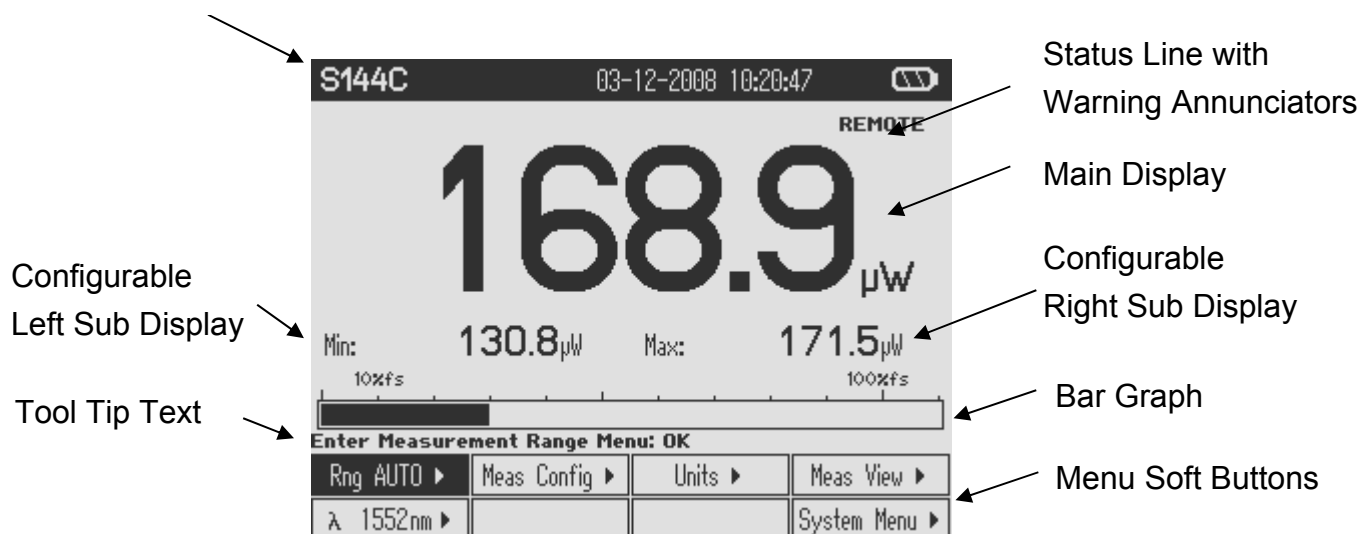 S144C 03-12-2008 10:20:47
REMOTE
168.9 µW
Min: 130.8µW Max: 171.5µW
10%fs 100%fs
Enter Measurement Range Menu: OK
Rng AUTO ▶ Meas Config ▶ Units ▶ Meas View ▶
λ 1552nm ▶ System Menu ▶
Status Line with
Warning Annunciators
Main Display
Configurable
Right Sub Display
Bar Graph
Menu Soft Buttons
Configurable
Left Sub Display
Tool Tip Text